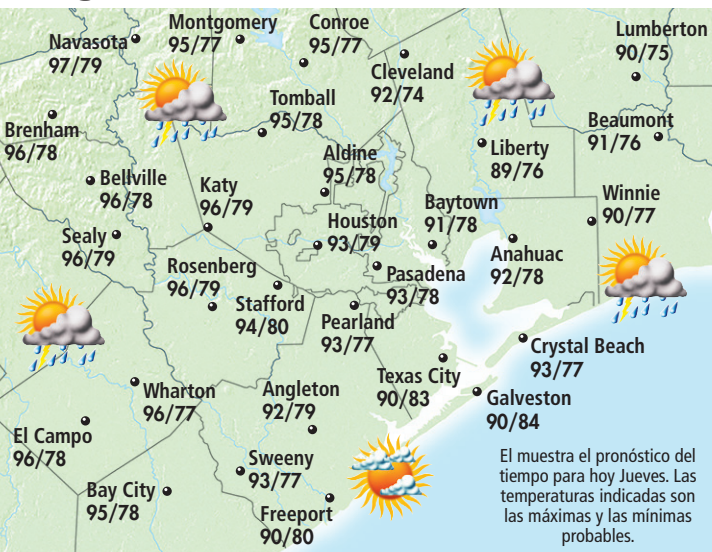 Montgomery
95/77
Conroe
95/77
Lumberton
90/75
Navasota
97/79
Cleveland
92/74
Tomball
95/78
Beaumont
91/76
Brenham
96/78
Liberty
89/76
Aldine
95/78
Bellville
96/78
Katy
96/79
Baytown
91/78
Winnie
90/77
Houston
93/79
Sealy
96/79
Anahuac
92/78
Rosenberg
96/79
Pasadena
93/78
Stafford
94/80
Pearland
93/77
Crystal Beach
93/77
Texas City
90/83
Wharton
96/77
Angleton
92/79
Galveston
90/84
El Campo
96/78
Sweeny
93/77
Bay City
95/78
Freeport
90/80
El muestra el pronóstico del
tiempo para hoy Jueves. Las
temperaturas indicadas son
las máximas y las mínimas
probables.